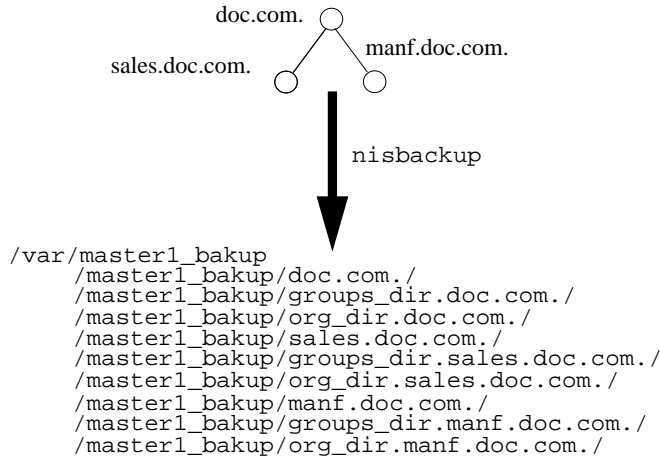 doc.com.
manf.doc.com.
sales.doc.com.
nisbackup
/var/master1_bakup
/master1_bakup/doc.com./
/master1_bakup/groups_dir.doc.com./
/master1_bakup/org_dir.doc.com./
/master1_bakup/sales.doc.com./
/master1_bakup/groups_dir.sales.doc.com./
/master1_bakup/org_dir.sales.doc.com./
/master1_bakup/manf.doc.com./
/master1_bakup/groups_dir.manf.doc.com./
/master1_bakup/org_dir.manf.doc.com./